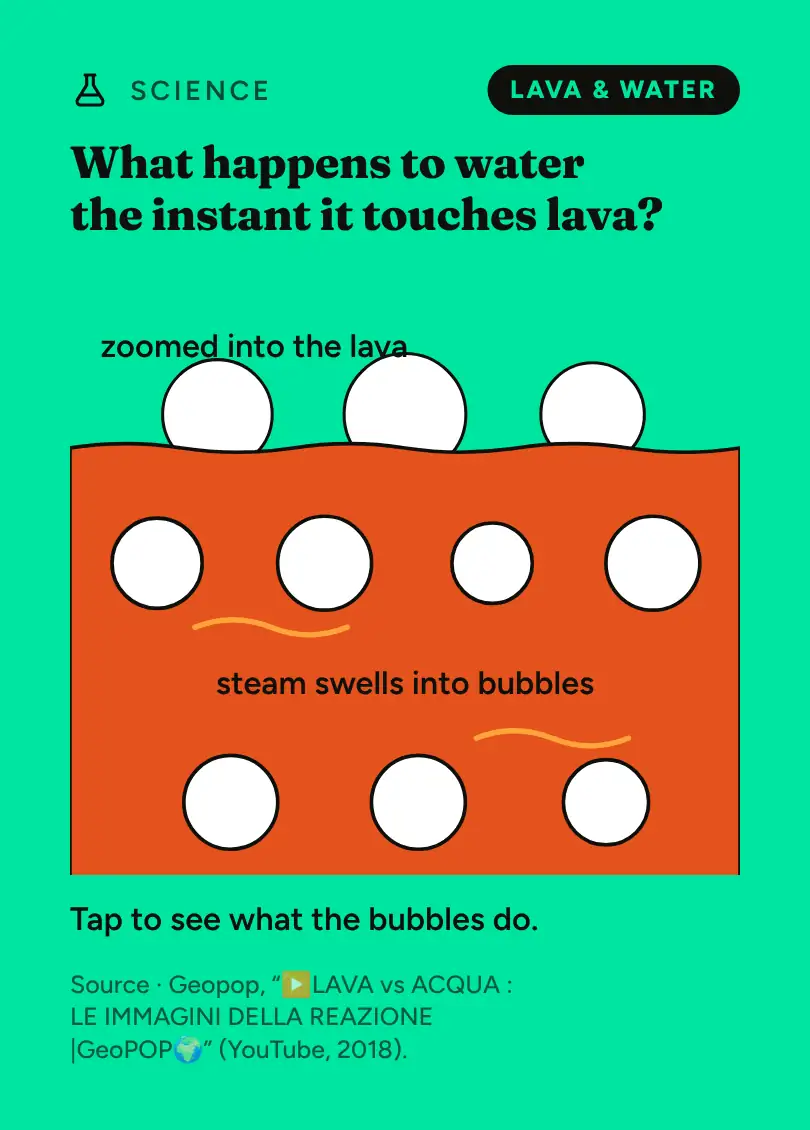 SCIENCE
LAVA & WATER
What happens to water
the instant it touches lava?
zoomed into the lava
steam swells into bubbles
Tap to see what the bubbles do.
Source · Geopop, “▶️LAVA vs ACQUA :
LE IMMAGINI DELLA REAZIONE
|GeoPOP🌍” (YouTube, 2018).